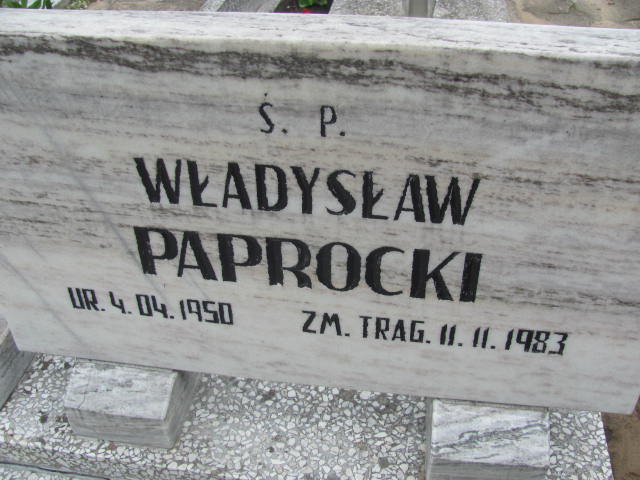 Ś. P.
WŁADYSŁAW
PAPROCKI
UR. 4. 04. 1950 ZM. TRAG. 11. 11. 1983